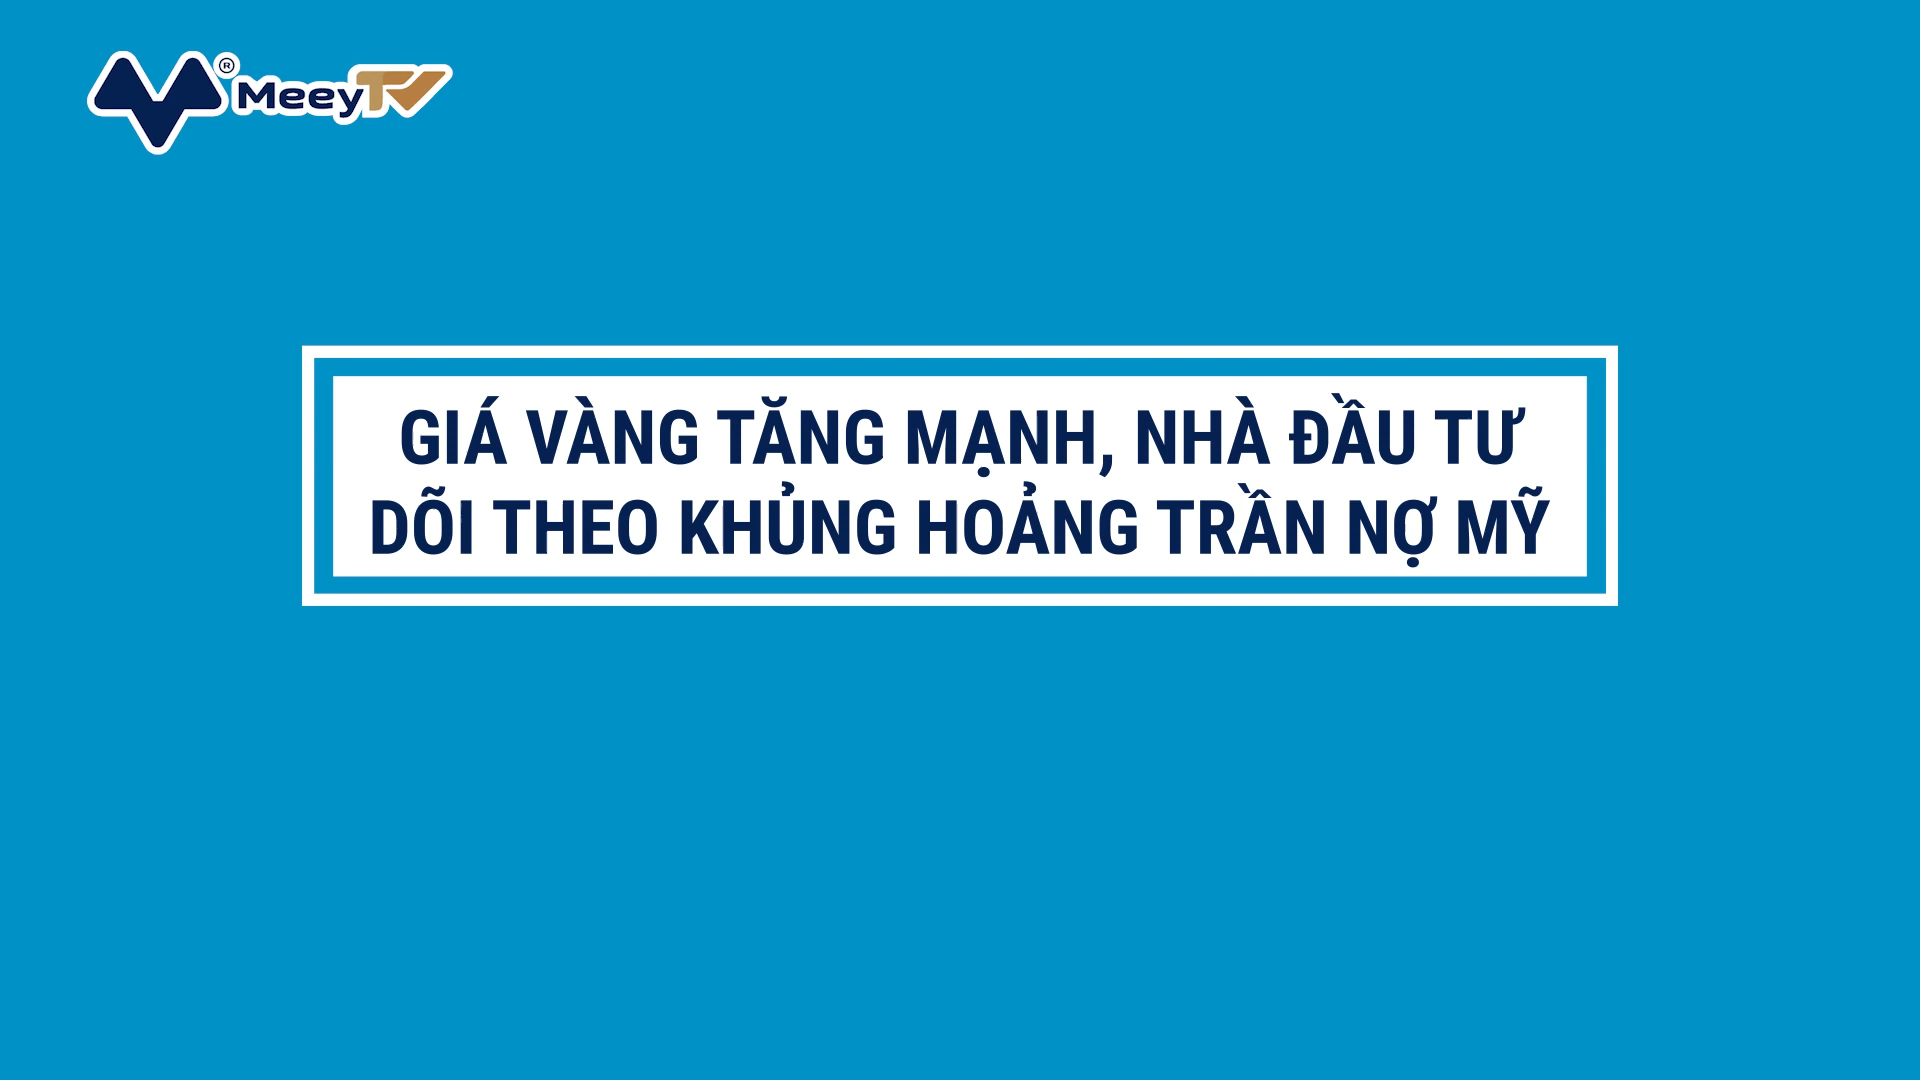 ® MeeyTV
GIÁ VÀNG TĂNG MẠNH, NHÀ ĐẦU TƯ
DÕI THEO KHỦNG HOẢNG TRẦN NỢ MỸ